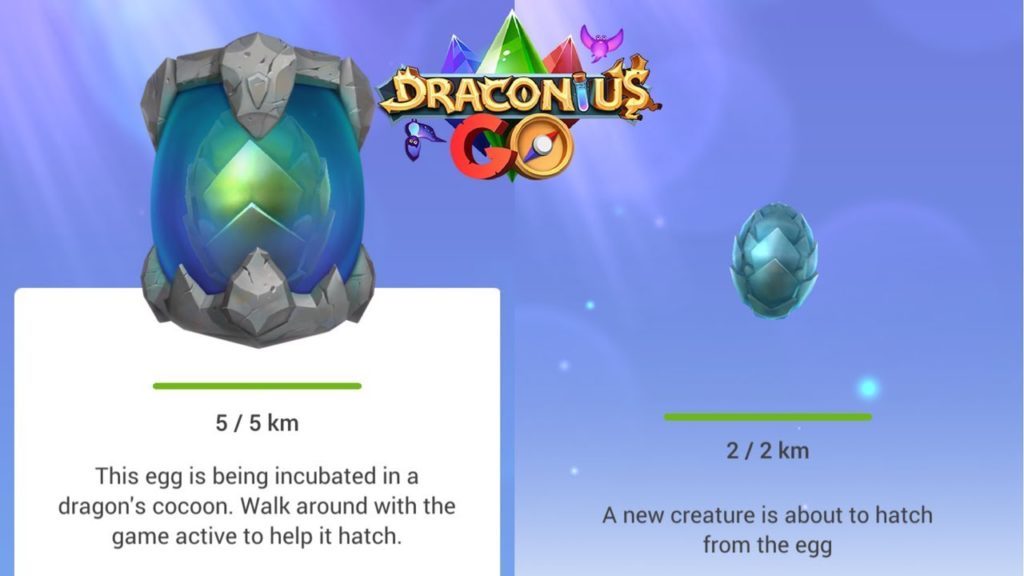 DRACONIUS
GO
5 / 5 km
This egg is being incubated in a
dragon's cocoon. Walk around with the
game active to help it hatch.
2 / 2 km
A new creature is about to hatch
from the egg